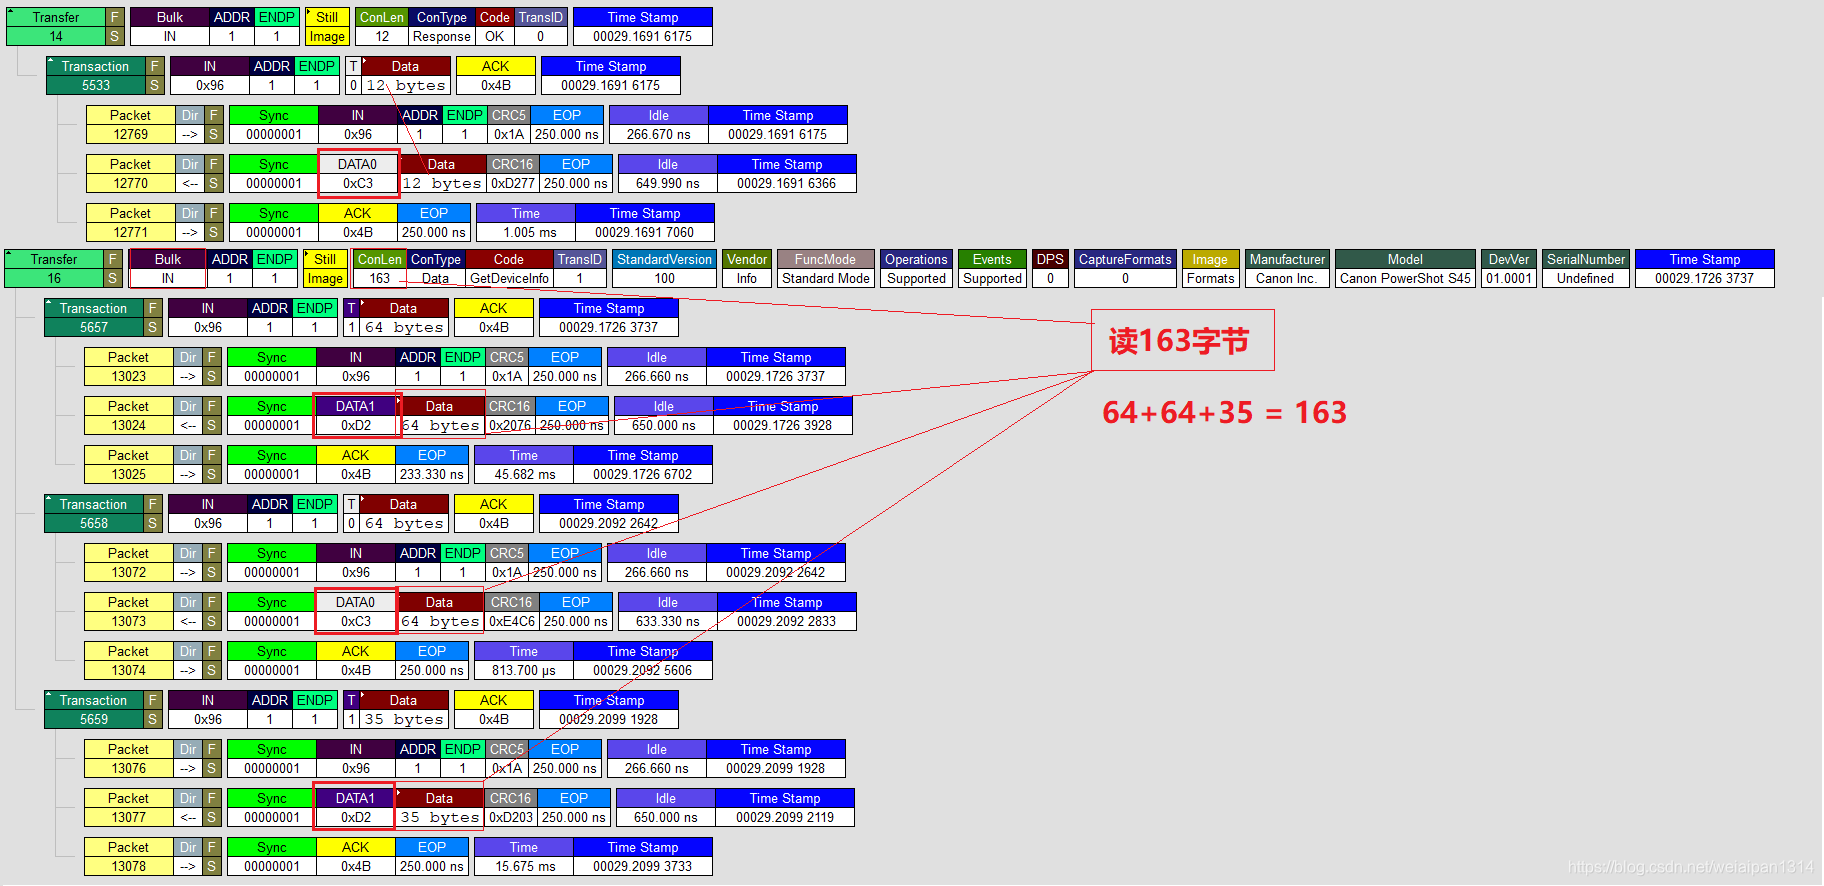 Transfer F Bulk ADDR ENDP Still ConLen ConType Code TransID Time Stamp
14 S IN 1 1 Image 12 Response OK 0 00029.1691 6175
Transaction F IN ADDR ENDP T Data ACK Time Stamp
5533 S 0x96 1 1 0 12 bytes 0x4B 00029.1691 6175
Packet Dir F Sync IN ADDR ENDP CRC5 EOP Idle Time Stamp
12769 --> S 00000001 0x96 1 1 0x1A 250.000 ns 266.670 ns 00029.1691 6175
Packet Dir F Sync DATA0 Data CRC16 EOP Idle Time Stamp
12770 <-- S 00000001 0xC3 12 bytes 0xD277 250.000 ns 649.990 ns 00029.1691 6366
Packet Dir F Sync ACK EOP Time Time Stamp
12771 --> S 00000001 0x4B 250.000 ns 1.005 ms 00029.1691 7060
Transfer F Bulk ADDR ENDP Still ConLen ConType Code TransID StandardVersion Vendor FuncMode Operations Events DPS CaptureFormats Image Manufacturer Model DevVer SerialNumber Time Stamp
16 S IN 1 1 Image 163 Data GetDeviceInfo 1 100 Info Standard Mode Supported Supported 0 0 Formats Canon Inc. Canon PowerShot S45 01.0001 Undefined 00029.1726 3737
Transaction F IN ADDR ENDP T Data ACK Time Stamp
5657 S 0x96 1 1 1 64 bytes 0x4B 00029.1726 3737
读163字节
Packet Dir F Sync IN ADDR ENDP CRC5 EOP Idle Time Stamp
13023 --> S 00000001 0x96 1 1 0x1A 250.000 ns 266.660 ns 00029.1726 3737
64+64+35 = 163
Packet Dir F Sync DATA1 Data CRC16 EOP Idle Time Stamp
13024 <-- S 00000001 0xD2 64 bytes 0x2076 250.000 ns 650.000 ns 00029.1726 3928
Packet Dir F Sync ACK EOP Time Time Stamp
13025 --> S 00000001 0x4B 233.330 ns 45.682 ms 00029.1726 6702
Transaction F IN ADDR ENDP T Data ACK Time Stamp
5658 S 0x96 1 1 0 64 bytes 0x4B 00029.2092 2642
Packet Dir F Sync IN ADDR ENDP CRC5 EOP Idle Time Stamp
13072 --> S 00000001 0x96 1 1 0x1A 250.000 ns 266.660 ns 00029.2092 2642
Packet Dir F Sync DATA0 Data CRC16 EOP Idle Time Stamp
13073 <-- S 00000001 0xC3 64 bytes 0xE4C6 250.000 ns 633.330 ns 00029.2092 2833
Packet Dir F Sync ACK EOP Time Time Stamp
13074 --> S 00000001 0x4B 250.000 ns 813.700 µs 00029.2092 5606
Transaction F IN ADDR ENDP T Data ACK Time Stamp
5659 S 0x96 1 1 1 35 bytes 0x4B 00029.2099 1928
Packet Dir F Sync IN ADDR ENDP CRC5 EOP Idle Time Stamp
13076 --> S 00000001 0x96 1 1 0x1A 250.000 ns 266.660 ns 00029.2099 1928
Packet Dir F Sync DATA1 Data CRC16 EOP Idle Time Stamp
13077 <-- S 00000001 0xD2 35 bytes 0xD203 250.000 ns 650.000 ns 00029.2099 2119
Packet Dir F Sync ACK EOP Time Time Stamp
13078 --> S 00000001 0x4B 250.000 ns 15.675 ms 00029.2099 3733
https://blog.csdn.net/weiaipan1314